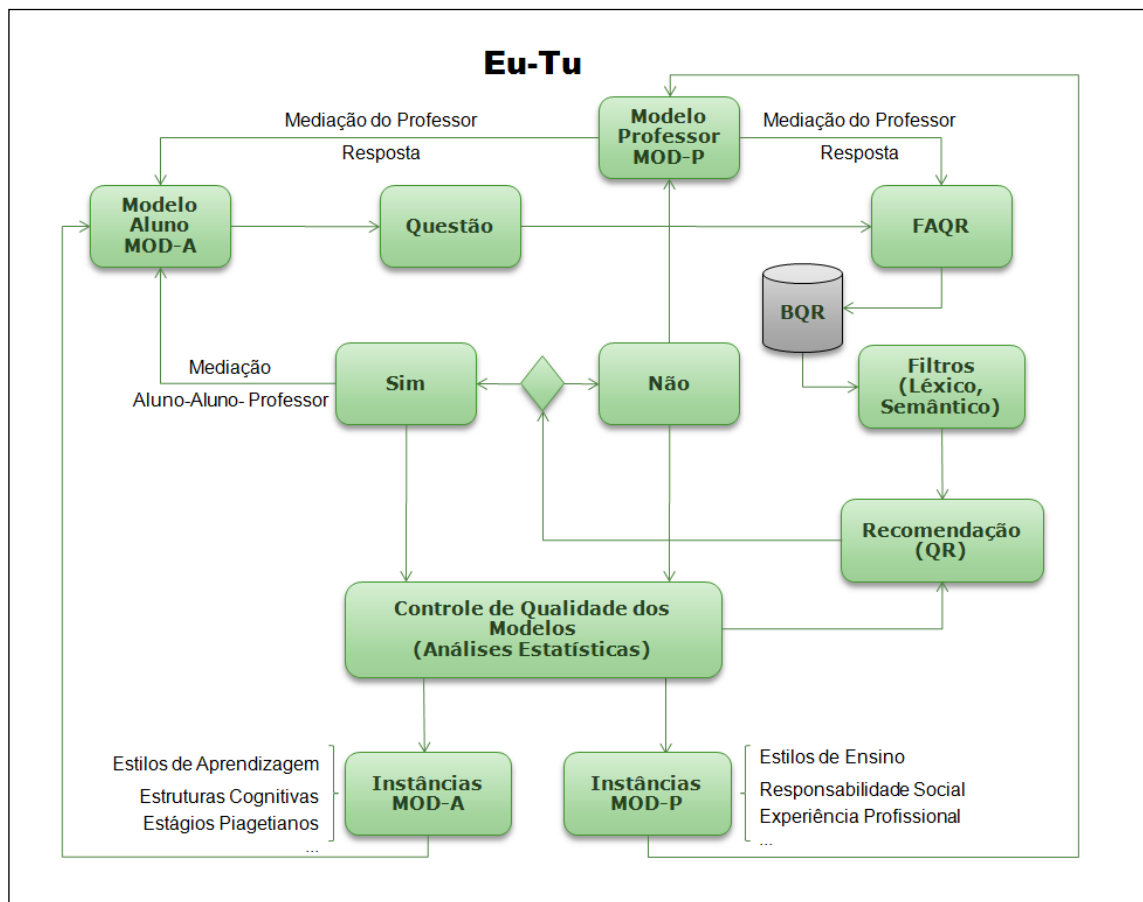 Eu-Tu
Mediação do Professor
Resposta
Modelo
Professor
MOD-P
Mediação do Professor
Resposta
Modelo
Aluno
MOD-A
Questão
FAQR
BQR
Mediação
Aluno-Aluno- Professor
Sim
Não
Filtros
(Léxico,
Semântico)
Recomendação
(QR)
Controle de Qualidade dos
Modelos
(Análises Estatísticas)
Estilos de Aprendizagem
Estruturas Cognitivas
Estágios Piagetianos
...
Instâncias
MOD-A
Instâncias
MOD-P
Estilos de Ensino
Responsabilidade Social
Experiência Profissional
...